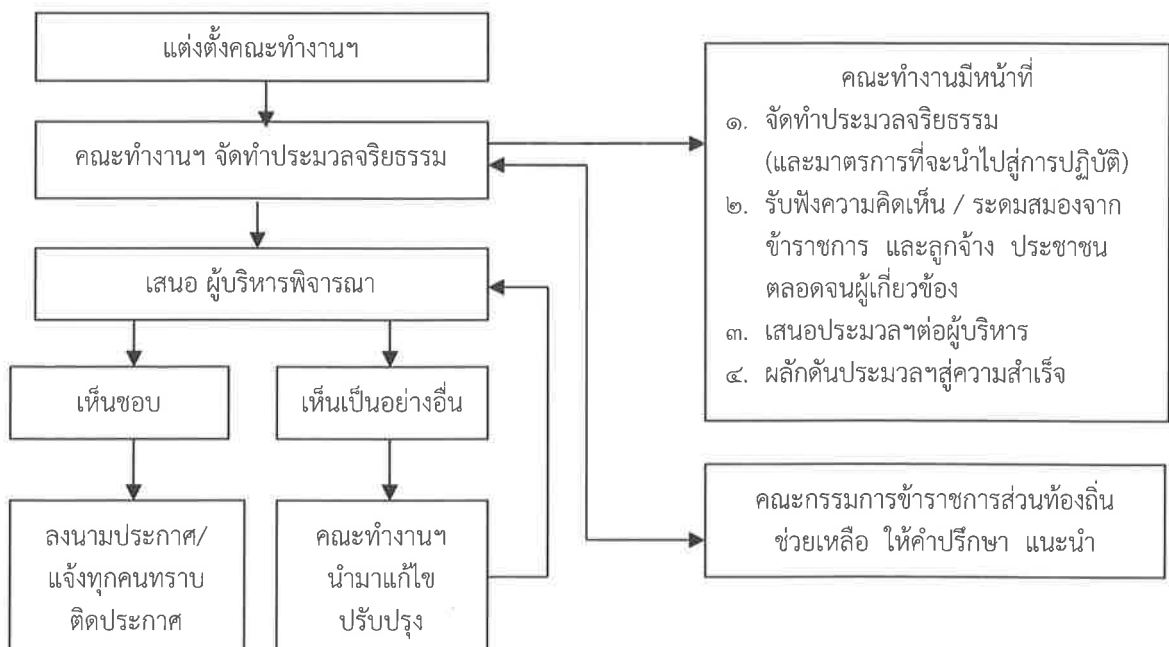 แต่งตั้งคณะทำงานฯ
คณะทำงานฯ จัดทำประมวลจริยธรรม
เสนอ ผู้บริหารพิจารณา
เห็นชอบ
เห็นเป็นอย่างอื่น
ลงนามประกาศ/
แจ้งทุกคนทราบ
ติดประกาศ
คณะทำงานฯ
นำมาแก้ไข
ปรับปรุง
คณะทำงานมีหน้าที่
๑. จัดทำประมวลจริยธรรม
(และมาตรการที่จะนำไปสู่การปฏิบัติ)
๒. รับฟังความคิดเห็น / ระดมสมองจาก
ข้าราชการ และลูกจ้าง ประชาชน
ตลอดจนผู้เกี่ยวข้อง
๓. เสนอประมวลฯต่อผู้บริหาร
๔. ผลักดันประมวลฯสู่ความสำเร็จ
คณะกรรมการข้าราชการส่วนท้องถิ่น
ช่วยเหลือ ให้คำปรึกษา แนะนำ